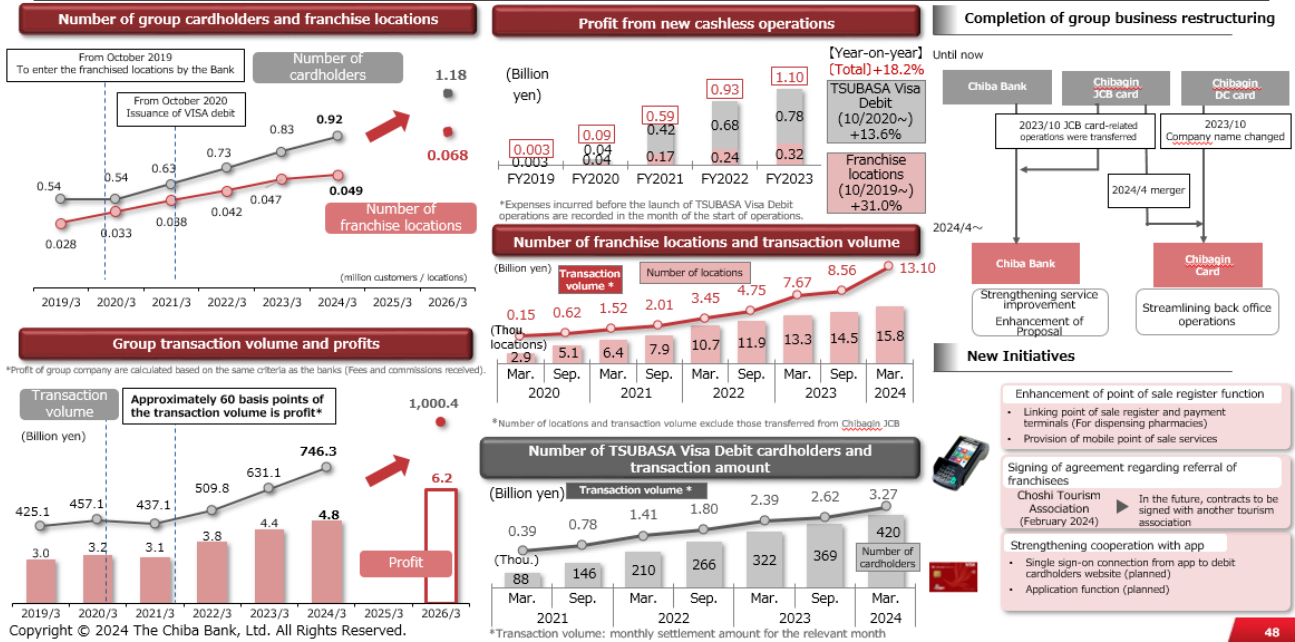 Number of group cardholders and franchise locations
From October 2019
To enter the franchised locations by the Bank
Number of
cardholders
From October 2020
Issuance of VISA debit
1.18
0.068
0.54
0.54
0.63
0.73
0.83
0.92
0.028
0.033
0.038
0.042
0.047
0.049
Number of
franchise locations
(million customers / locations)
2019/3 2020/3 2021/3 2022/3 2023/3 2024/3 2025/3 2026/3
Group transaction volume and profits
*Profit of group company are calculated based on the same criteria as the banks (Fees and commissions received).
Transaction
volume
Approximately 60 basis points of
the transaction volume is profit*
(Billion yen)
1,000.4
425.1
457.1
437.1
509.8
631.1
746.3
6.2
3.0
3.2
3.1
3.8
4.4
4.8
Profit
2019/3 2020/3 2021/3 2022/3 2023/3 2024/3 2025/3 2026/3
Copyright © 2024 The Chiba Bank, Ltd. All Rights Reserved.
Profit from new cashless operations
(Billion
yen)
【Year-on-year】
[Total]+18.2%
TSUBASA Visa
Debit
(10/2020~)
+13.6%
Franchise
locations
(10/2019~)
+31.0%
0.003
0.09
0.59
0.93
1.10
0.04
0.42
0.68
0.78
0.003
0.04
0.17
0.24
0.32
FY2019 FY2020 FY2021 FY2022 FY2023
*Expenses incurred before the launch of TSUBASA Visa Debit
operations are recorded in the month of the start of operations.
Number of franchise locations and transaction volume
(Billion yen)
Transaction
volume *
Number of locations
0.15 0.62 1.52 2.01 3.45 4.75 7.67 8.56 13.10
(Thou
locations)
2.9 5.1 6.4 7.9 10.7 11.9 13.3 14.5 15.8
Mar. Sep. Mar. Sep. Mar. Sep. Mar. Sep. Mar.
2020 2021 2022 2023 2024
*Number of locations and transaction volume exclude those transferred from Chibagin JCB
Number of TSUBASA Visa Debit cardholders and
transaction amount
(Billion yen)
Transaction volume *
0.39 0.78 1.41 1.80 2.39 2.62 3.27
(Thou.)
88 146 210 266 322 369 420
Number of
cardholders
Mar. Sep. Mar. Sep. Mar. Sep. Mar.
2021 2022 2023 2024
*Transaction volume: monthly settlement amount for the relevant month
Completion of group business restructuring
Until now
Chiba Bank
Chibagin
JCB card
Chibagin
DC card
2023/10 JCB card-related
operations were transferred
2023/10
Company name changed
2024/4 merger
2024/4～
Chiba Bank
Chibagin
Card
Strengthening service
improvement
Enhancement of
Proposal
Streamlining back office
operations
New Initiatives
Enhancement of point of sale register function
• Linking point of sale register and payment
terminals (For dispensing pharmacies)
• Provision of mobile point of sale services
Signing of agreement regarding referral of
franchisees
Choshi Tourism
Association
(February 2024)
In the future, contracts to be
signed with another tourism
association
Strengthening cooperation with app
• Single sign-on connection from app to debit
cardholders website (planned)
• Application function (planned)
VISA
48